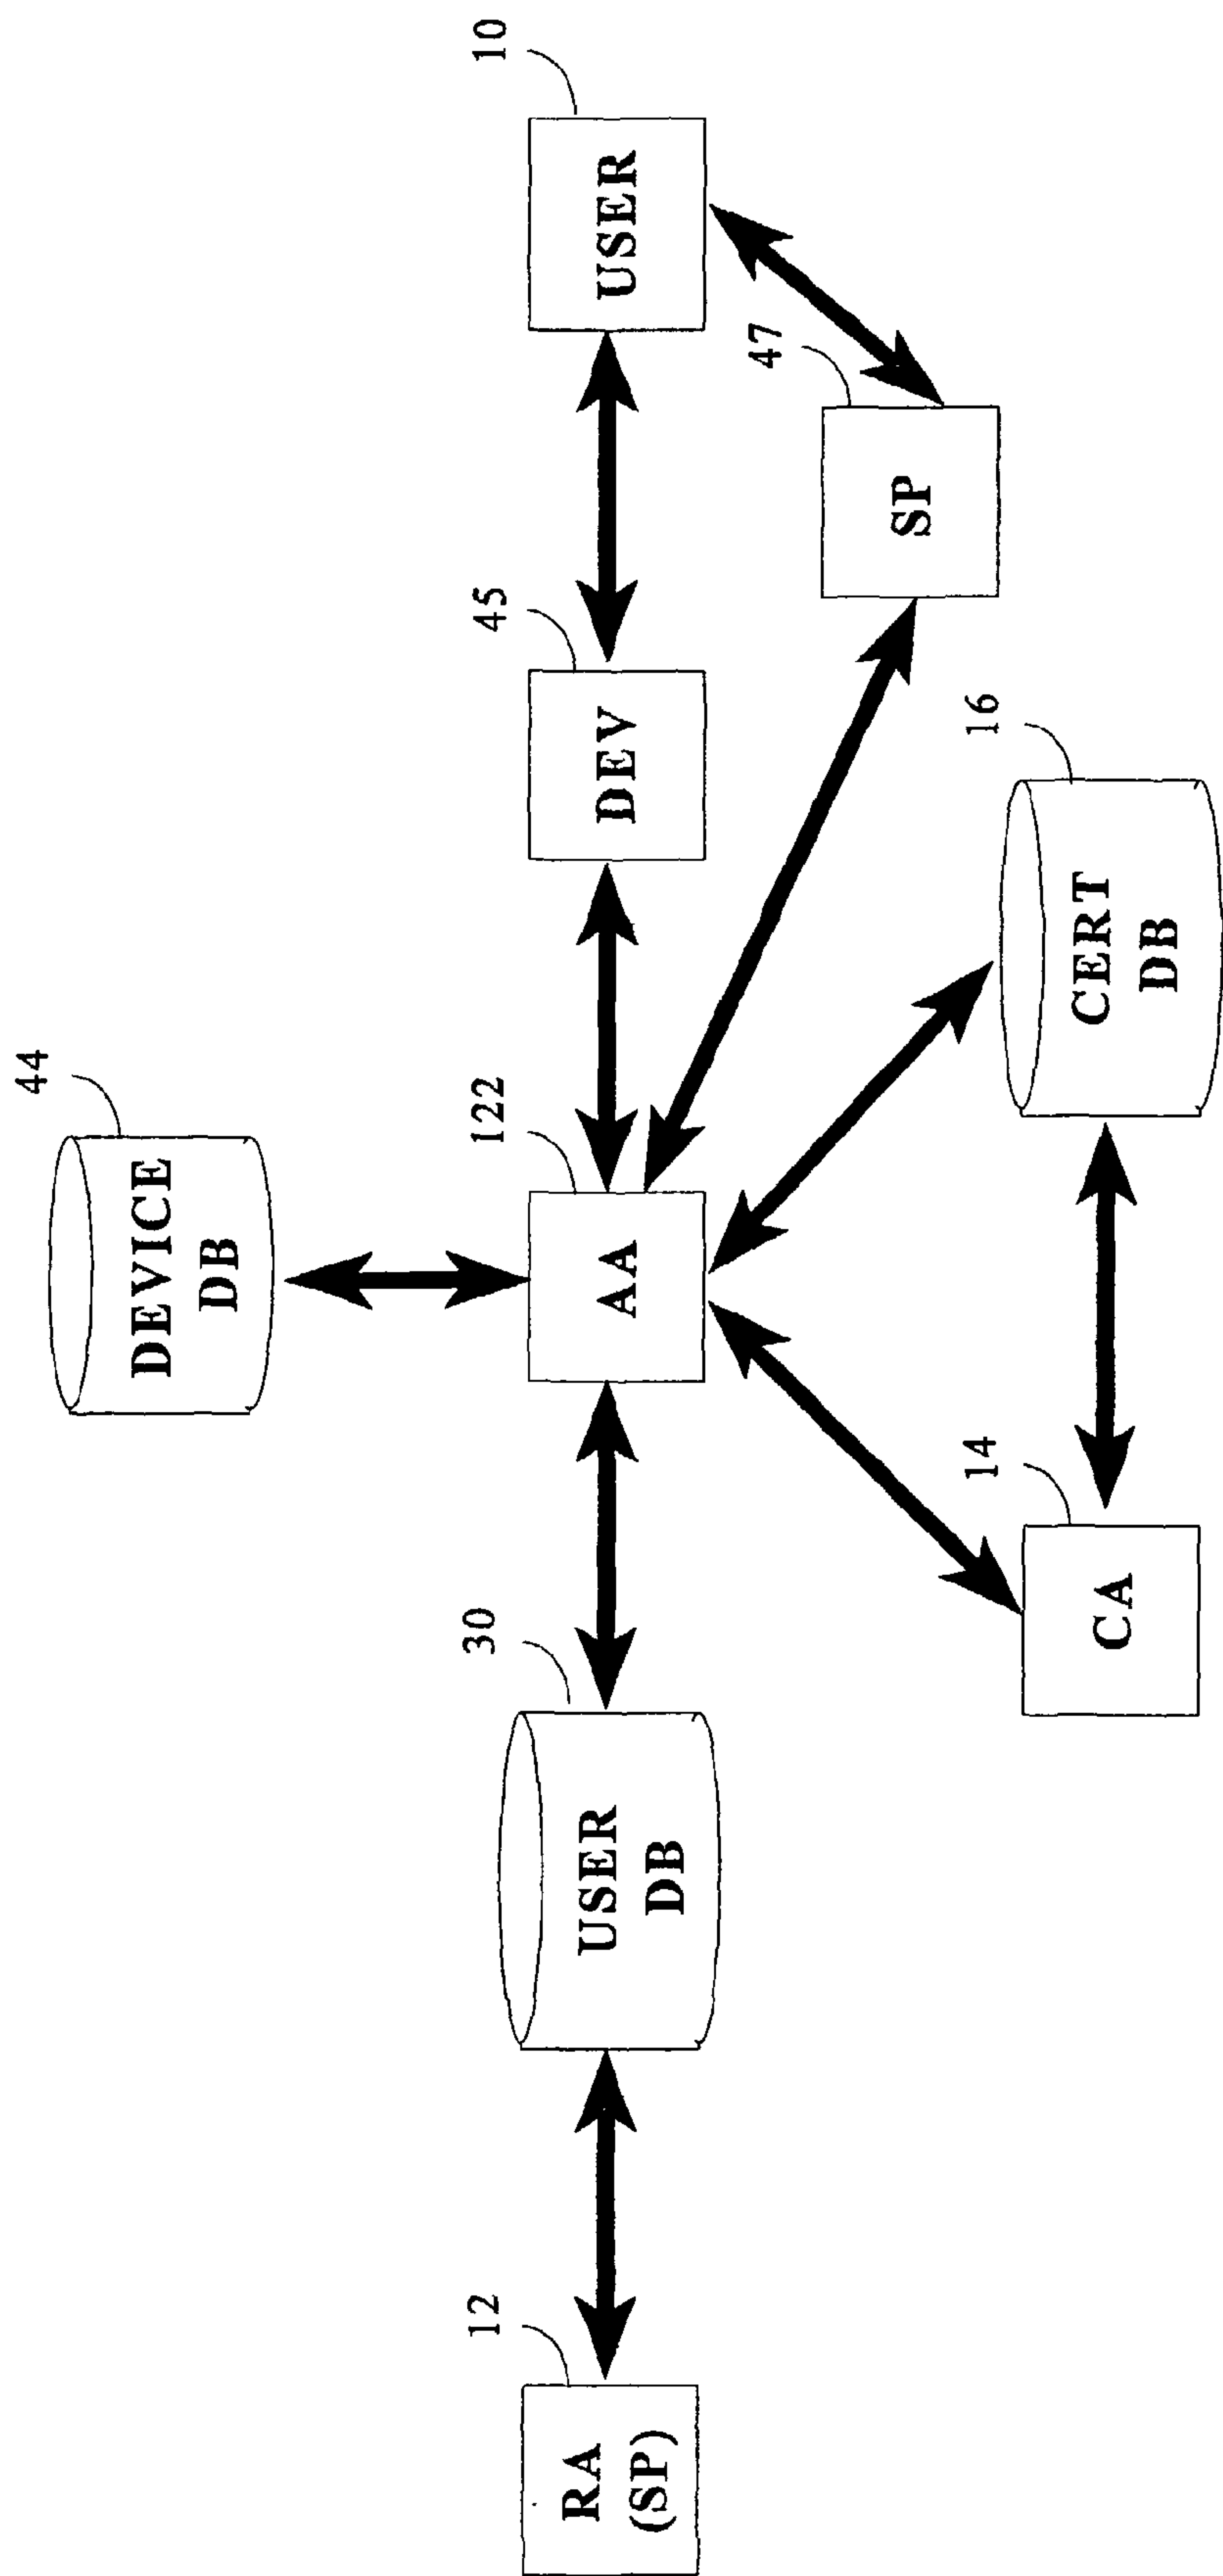 44
DEVICE
DB
12
RA
(SP)
30
USER
DB
122
AA
45
DEV
10
USER
47
SP
14
CA
16
CERT
DB